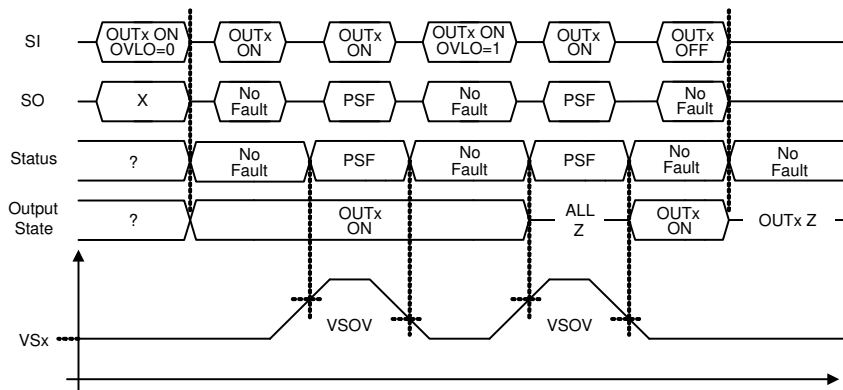 SI
OUTx ON
OVLO=0
OUTx
ON
OUTx
ON
OUTx ON
OVLO=1
OUTx
ON
OUTx
OFF
SO
X
No
Fault
PSF
No
Fault
PSF
No
Fault
Status
?
No
Fault
PSF
No
Fault
PSF
No
Fault
No
Fault
Output
State
?
OUTx
ON
ALL
Z
OUTx
ON
OUTx Z
VSx
VSOV
VSOV